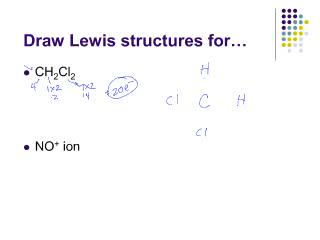 Draw Lewis structures for…
CH₂Cl₂
4 1x2 7x2 20e⁻
2 14
H
Cl C H
Cl
NO⁺ ion